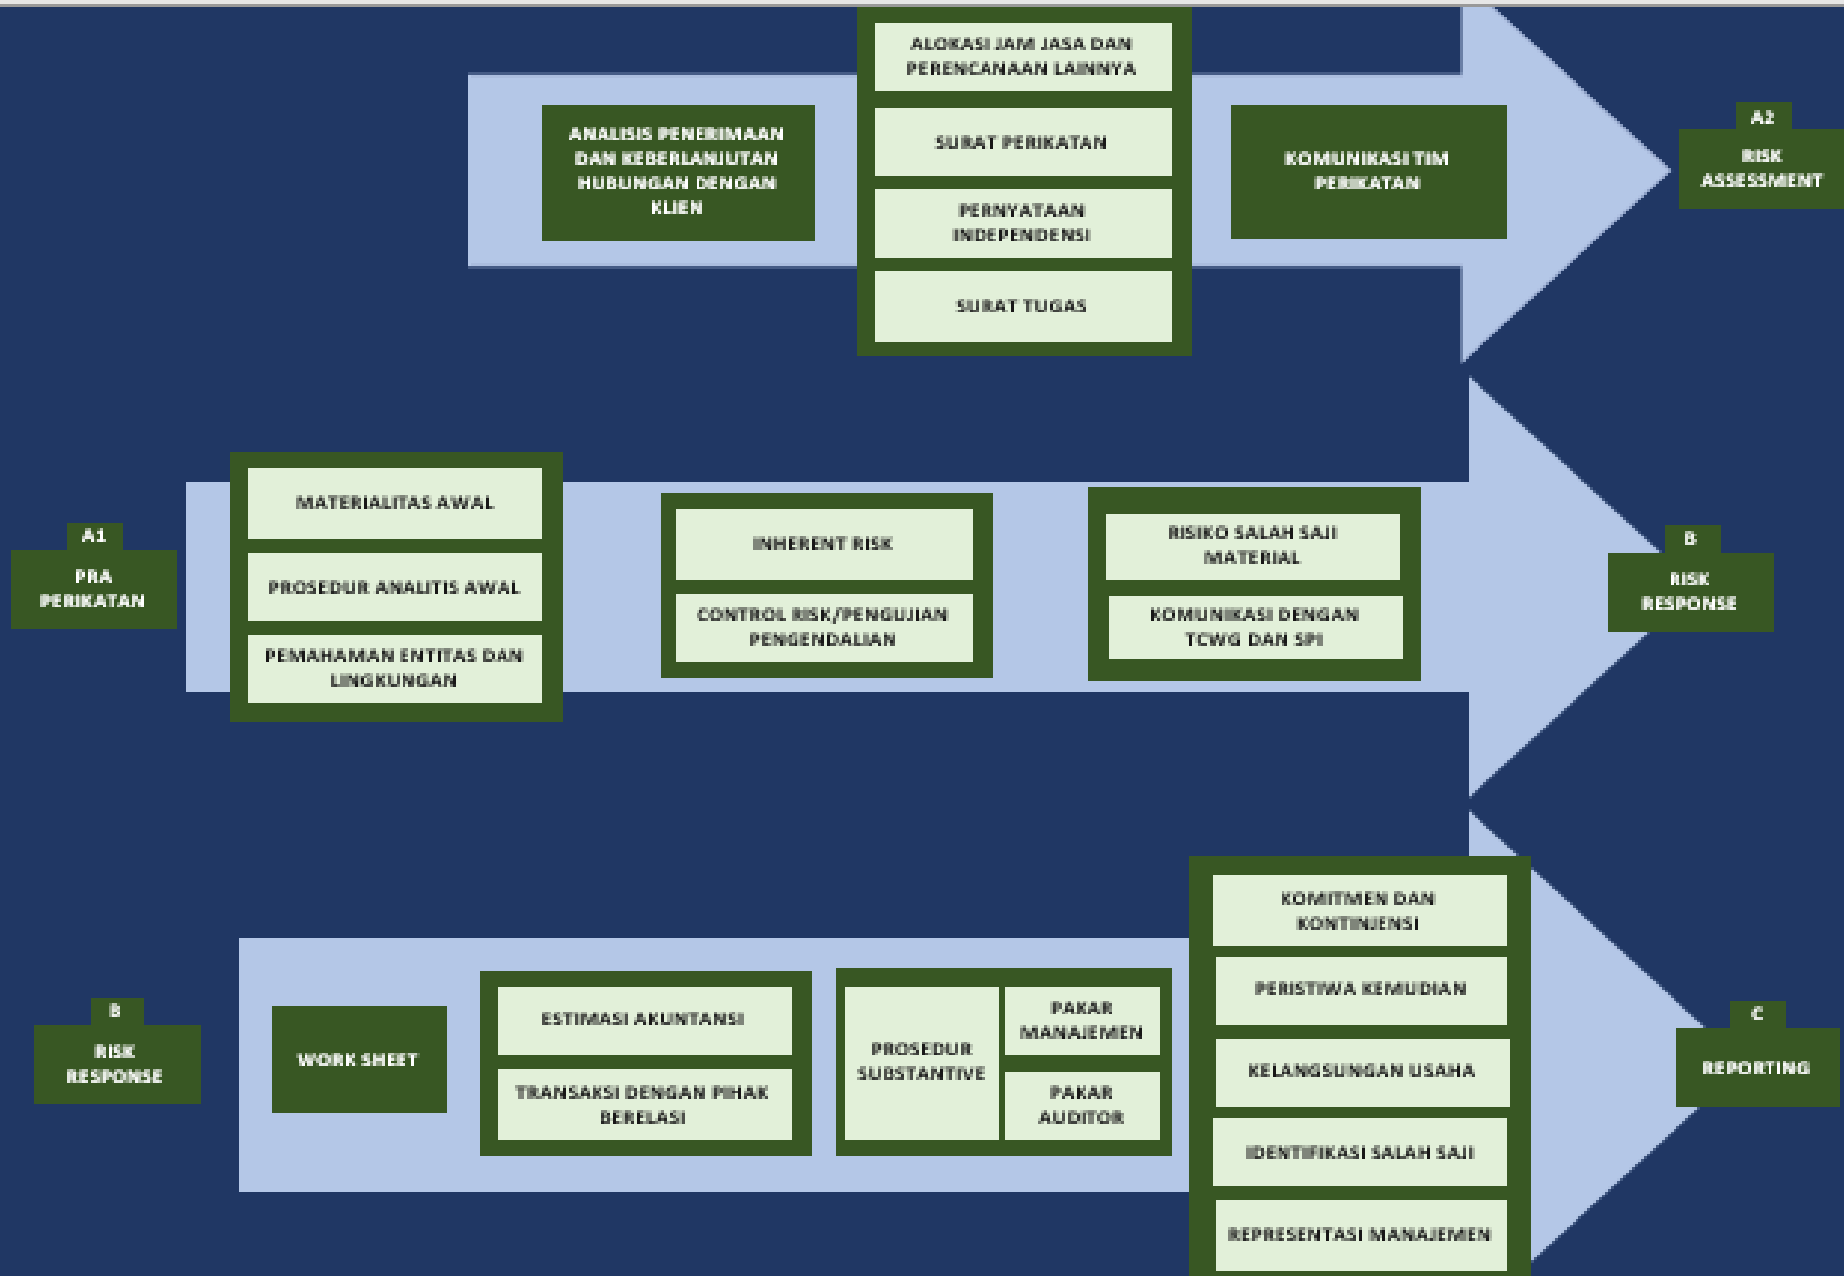 ALOKASI JAM JASA DAN
PERENCANAAN LAINNYA
ANALISIS PENERIMAAN
DAN KEBERLANJUTAN
HUBUNGAN DENGAN
KLIEN
SURAT PERIKATAN
PERNYATAAN
INDEPENDENSI
SURAT TUGAS
KOMUNIKASI TIM
PERIKATAN
A2
RISK
ASSESSMENT
A1
PRA
PERIKATAN
MATERIALITAS AWAL
PROSEDUR ANALITIS AWAL
PEMAHAMAN ENTITAS DAN
LINGKUNGAN
INHERENT RISK
CONTROL RISK/PENGUJIAN
PENGENDALIAN
RISIKO SALAH SAJI
MATERIAL
KOMUNIKASI DENGAN
TCWG DAN SPI
B
RISK
RESPONSE
B
RISK
RESPONSE
WORK SHEET
ESTIMASI AKUNTANSI
TRANSAKSI DENGAN PIHAK
BERELASI
PROSEDUR
SUBSTANTIVE
PAKAR
MANAJEMEN
PAKAR
AUDITOR
KOMITMEN DAN
KONTINJENSI
PERISTIWA KEMUDIAN
KELANGSUNGAN USAHA
IDENTIFIKASI SALAH SAJI
REPRESENTASI MANAJEMEN
C
REPORTING